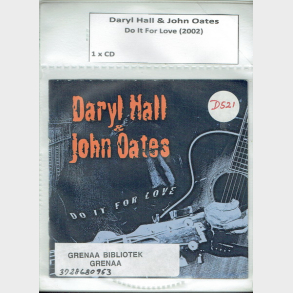 Daryl Hall & John Oates
Do It For Love (2002)
1 x CD
Daryl Hall
&
John Oates
D521
DO IT FOR LOVE
GRENAA BIBLIOTEK
GRENAA
3728680963